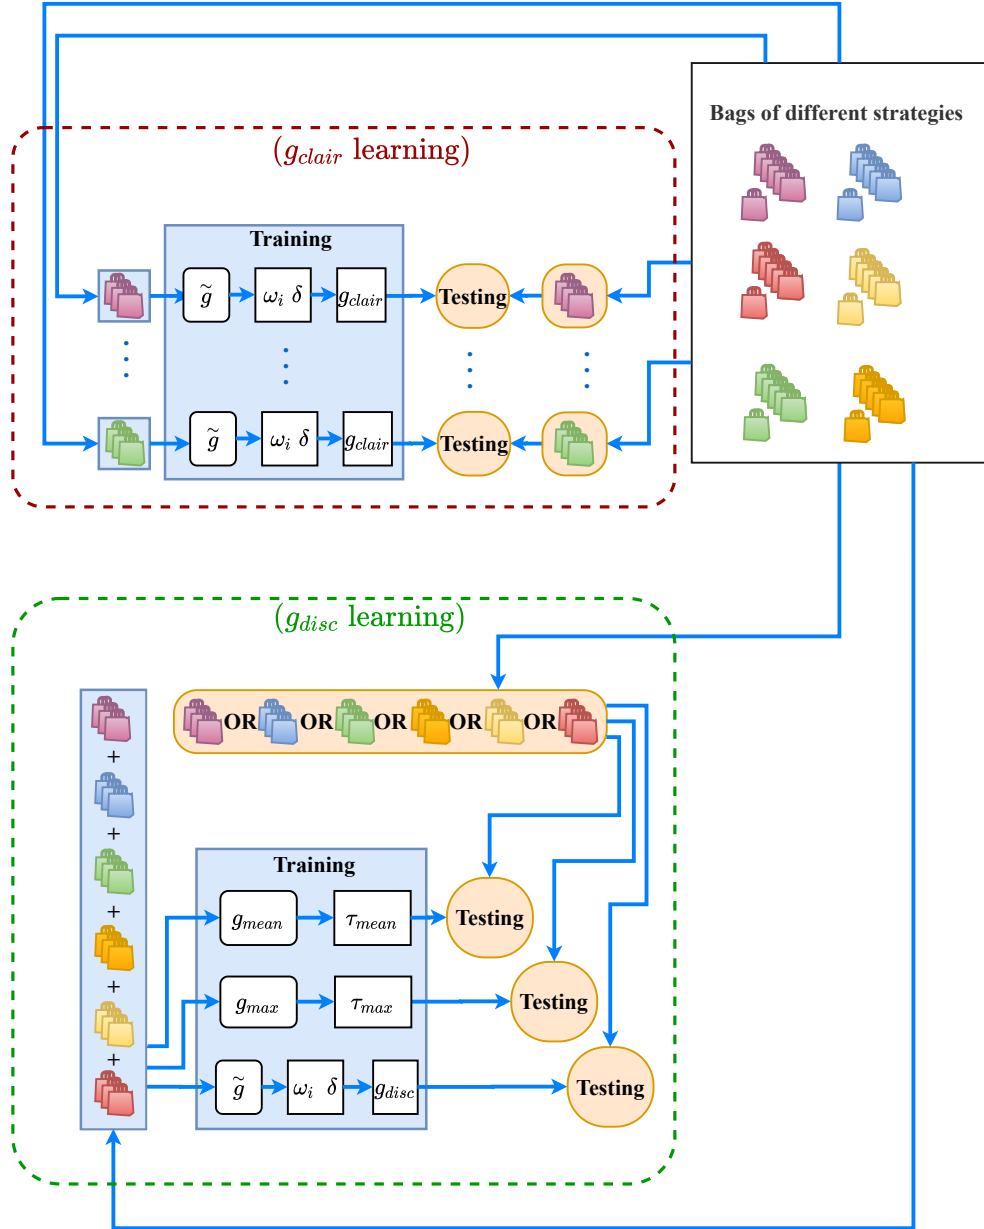 Bags of different strategies
(g_clair learning)
Training
g̃ ω_i δ g_clair Testing
g̃ ω_i δ g_clair Testing
(g_disc learning)
OR OR OR OR OR
+
+
+
+
+
Training
g_mean τ_mean Testing
g_max τ_max Testing
g̃ ω_i δ g_disc Testing